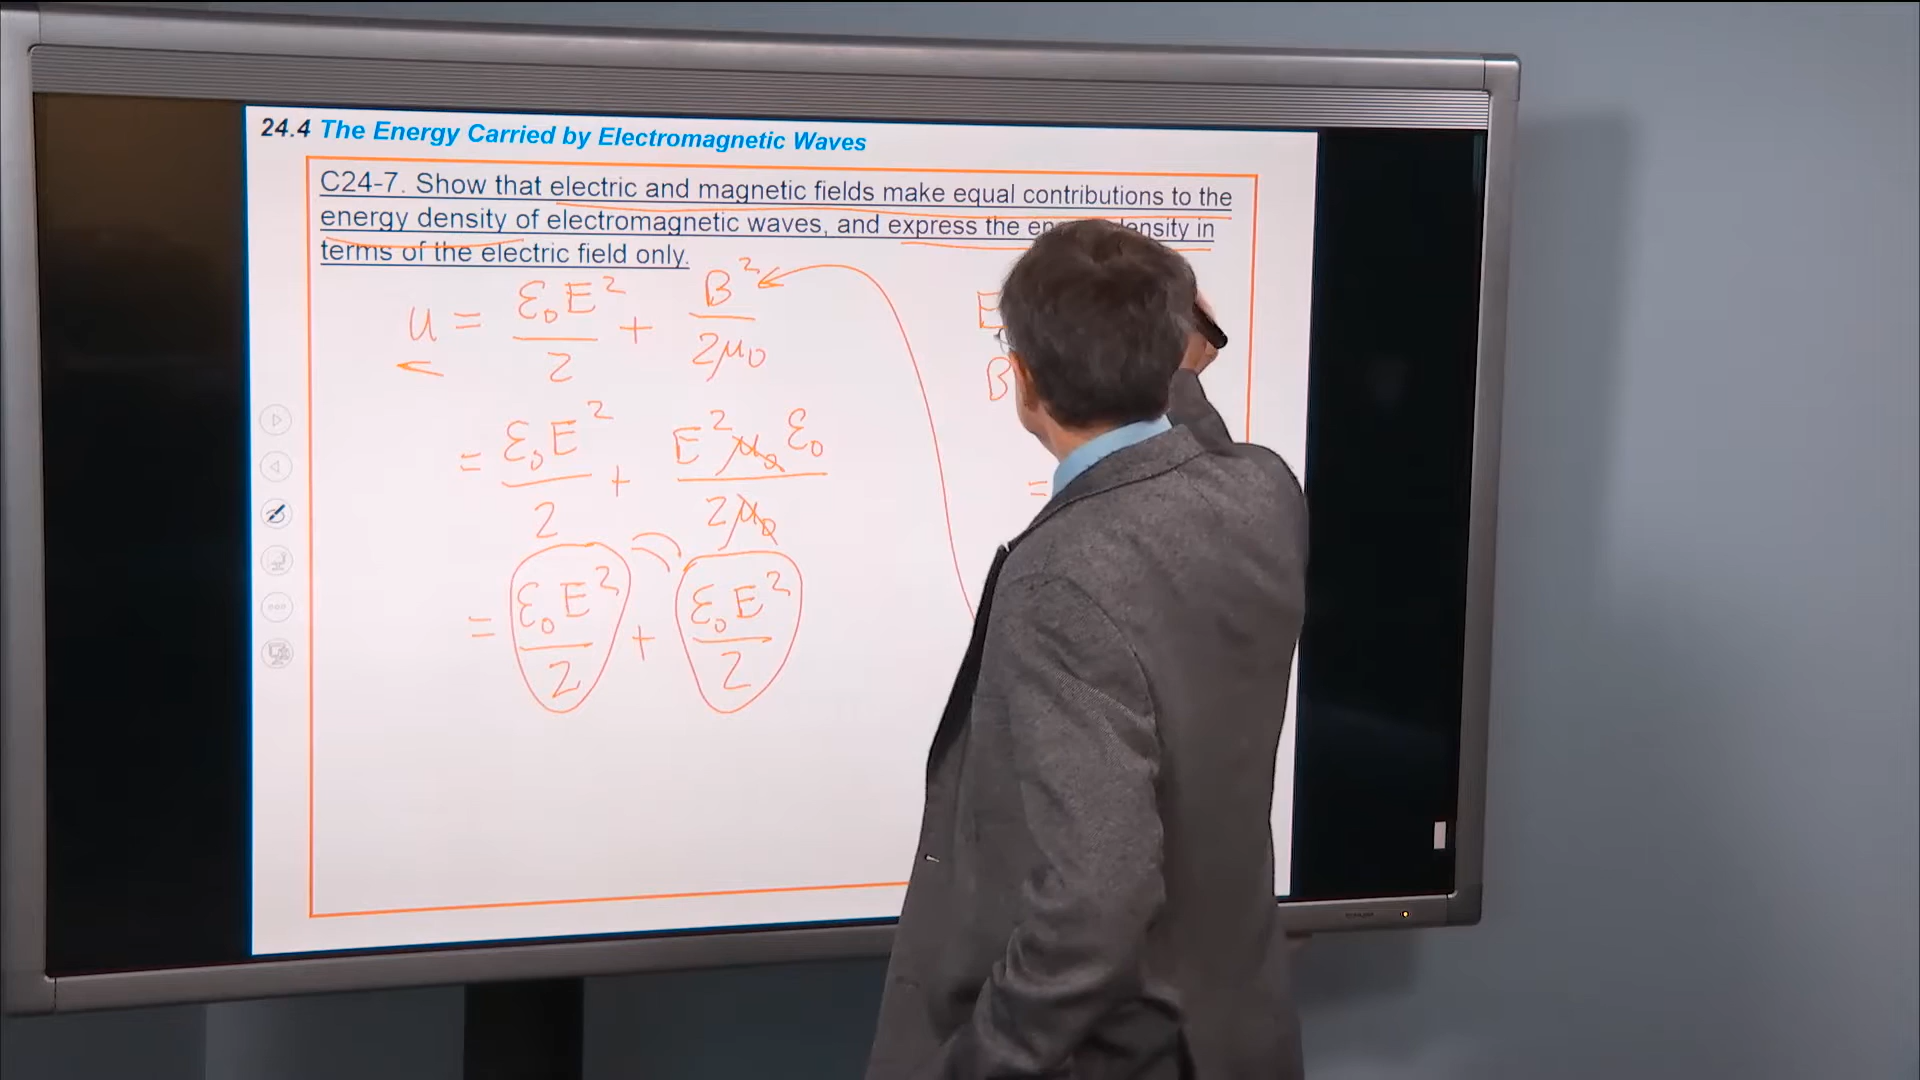 24.4 The Energy Carried by Electromagnetic Waves
C24-7. Show that electric and magnetic fields make equal contributions to the
energy density of electromagnetic waves, and express the density in
terms of the electric field only.
u = ε₀E²/2 + B²/2μ₀
= ε₀E²/2 + E²μ₀ε₀/2μ₀
= ε₀E²/2 + ε₀E²/2
E
B
=